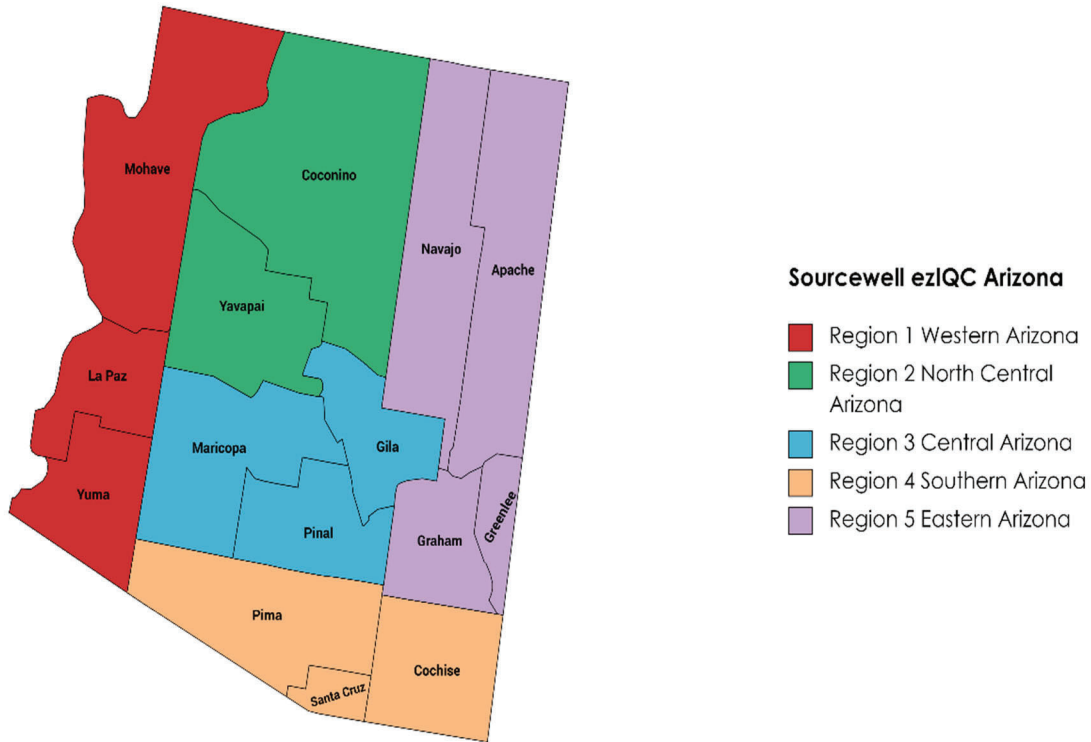 Mohave
Coconino
Navajo
Apache
Yavapai
La Paz
Maricopa
Gila
Yuma
Pinal
Graham
Greenlee
Pima
Cochise
Santa Cruz
Sourcewell ezIQC Arizona
Region 1 Western Arizona
Region 2 North Central
Arizona
Region 3 Central Arizona
Region 4 Southern Arizona
Region 5 Eastern Arizona